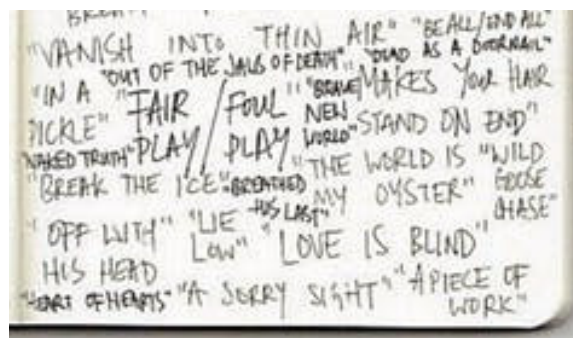 "VANISH INTO THIN AIR" "BE ALL/END ALL"
"OUT OF THE JAWS OF DEATH" "DEAD AS A DOORNAIL"
"IN A PICKLE" "FAIR PLAY / FOUL PLAY" "BRAVE NEW WORLD" "MAKES YOUR HAIR STAND ON END"
"NAKED TRUTH"
"BREAK THE ICE" "BREATHED HIS LAST" "THE WORLD IS MY OYSTER" "WILD GOOSE CHASE"
"OFF WITH HIS HEAD" "LIE LOW" "LOVE IS BLIND"
"HEART OF HEARTS" "A SORRY SIGHT" "A PIECE OF WORK"